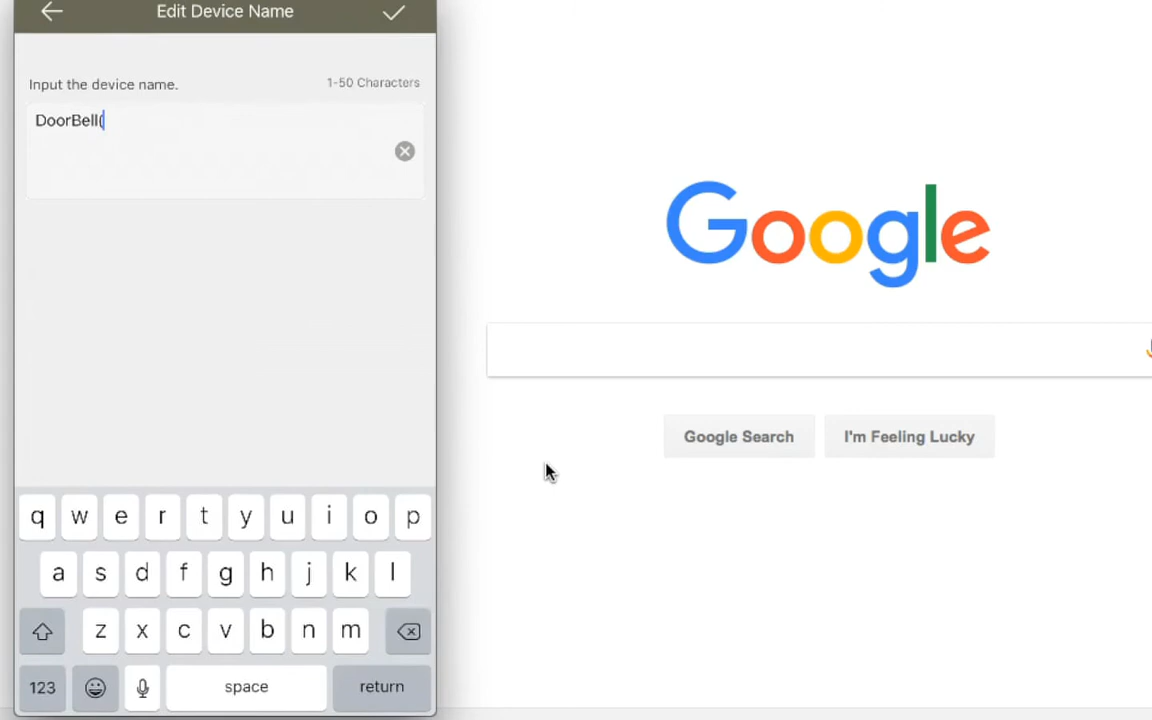 Edit Device Name
Input the device name.
1-50 Characters
DoorBell(
q w e r t y u i o p
a s d f g h j k l
z x c v b n m
123
space
return
Google
Google Search
I'm Feeling Lucky